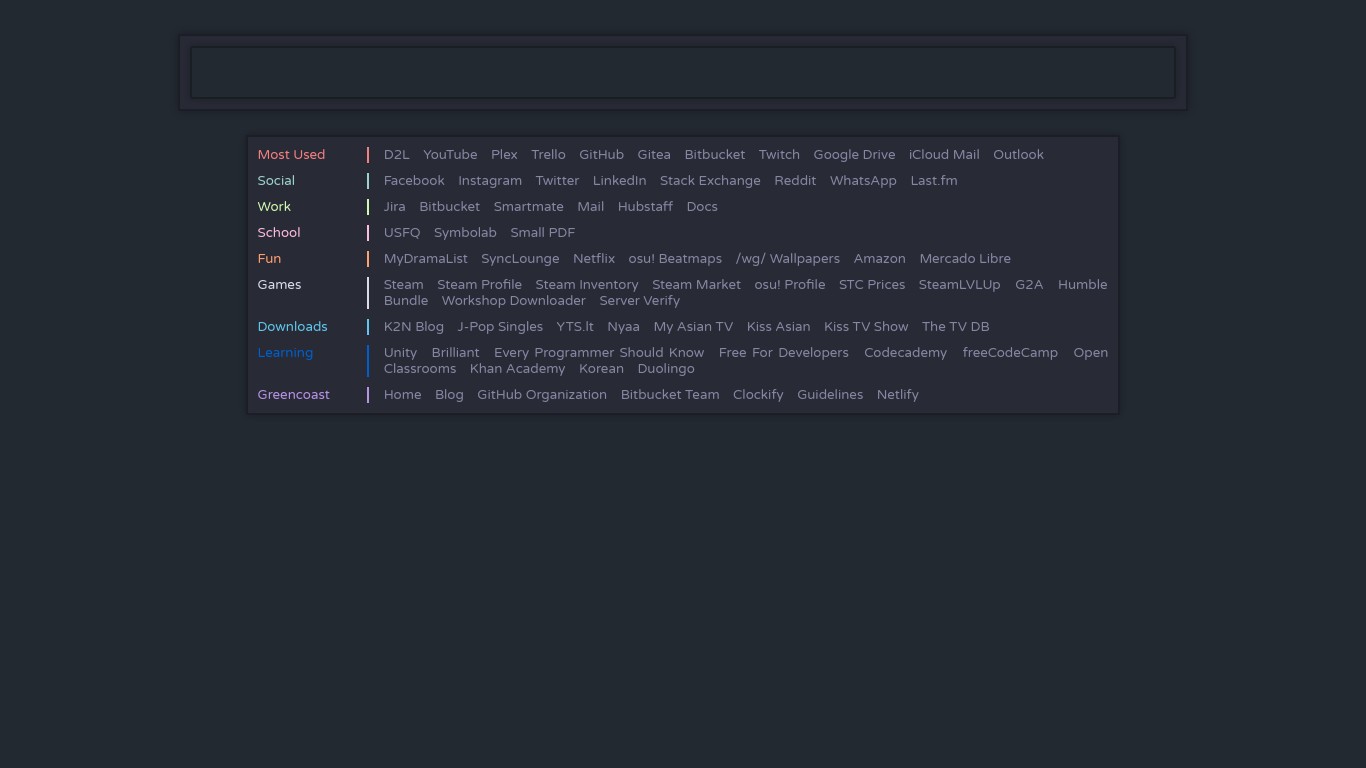 Most Used D2L YouTube Plex Trello GitHub Gitea Bitbucket Twitch Google Drive iCloud Mail Outlook
Social Facebook Instagram Twitter LinkedIn Stack Exchange Reddit WhatsApp Last.fm
Work Jira Bitbucket Smartmate Mail Hubstaff Docs
School USFQ Symbolab Small PDF
Fun MyDramaList SyncLounge Netflix osu! Beatmaps /wg/ Wallpapers Amazon Mercado Libre
Games Steam Steam Profile Steam Inventory Steam Market osu! Profile STC Prices SteamLVLUp G2A Humble
Bundle Workshop Downloader Server Verify
Downloads K2N Blog J-Pop Singles YTS.lt Nyaa My Asian TV Kiss Asian Kiss TV Show The TV DB
Learning Unity Brilliant Every Programmer Should Know Free For Developers Codecademy freeCodeCamp Open
Classrooms Khan Academy Korean Duolingo
Greencoast Home Blog GitHub Organization Bitbucket Team Clockify Guidelines Netlify